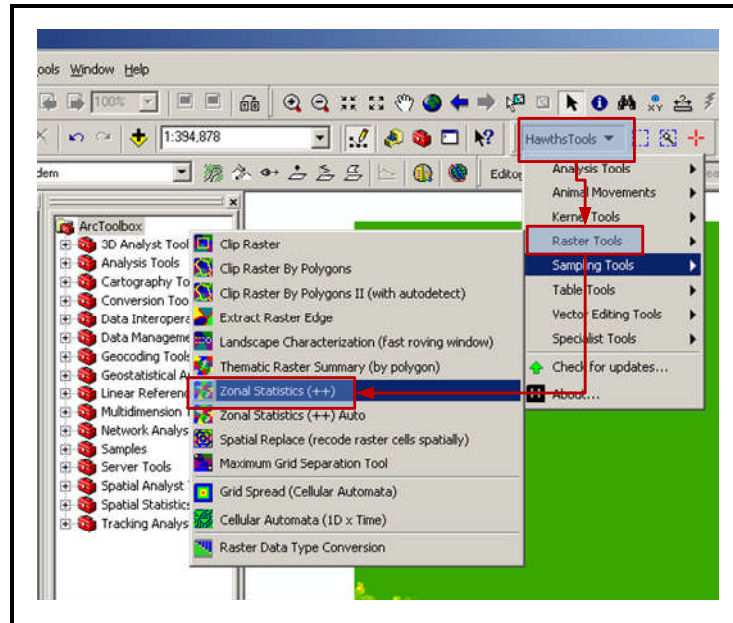 ools Window Help
100%
1:394,878
dem
Editor
HawthsTools
Analysis Tools
Animal Movements
Kernel Tools
Raster Tools
Sampling Tools
Table Tools
Vector Editing Tools
Specialist Tools
Check for updates...
About...
ArcToolbox
3D Analyst Tool
Analysis Tools
Cartography To
Conversion Too
Data Interopera
Data Manageme
Geocoding Tools
Geostatistical A
Linear Referenc
Multidimension T
Network Analys
Samples
Server Tools
Spatial Analyst
Spatial Statistic
Tracking Analys
Clip Raster
Clip Raster By Polygons
Clip Raster By Polygons II (with autodetect)
Extract Raster Edge
Landscape Characterization (fast roving window)
Thematic Raster Summary (by polygon)
Zonal Statistics (++)
Zonal Statistics (++) Auto
Spatial Replace (recode raster cells spatially)
Maximum Grid Separation Tool
Grid Spread (Cellular Automata)
Cellular Automata (1D x Time)
Raster Data Type Conversion